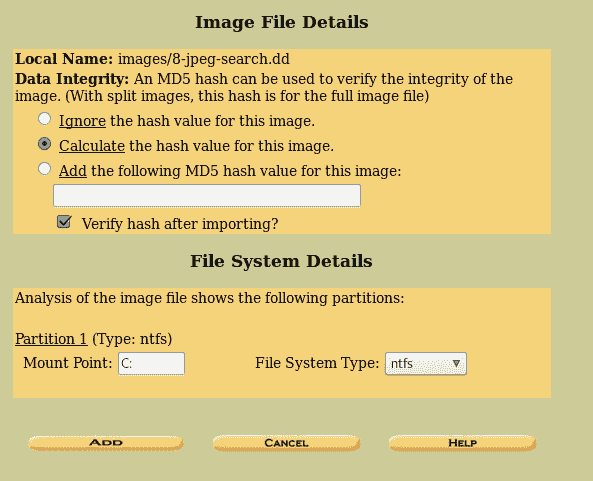 Image File Details
Local Name: images/8-jpeg-search.dd
Data Integrity: An MD5 hash can be used to verify the integrity of the
image. (With split images, this hash is for the full image file)
Ignore the hash value for this image.
Calculate the hash value for this image.
Add the following MD5 hash value for this image:
Verify hash after importing?
File System Details
Analysis of the image file shows the following partitions:
Partition 1 (Type: ntfs)
Mount Point: C: File System Type: ntfs
ADD CANCEL HELP